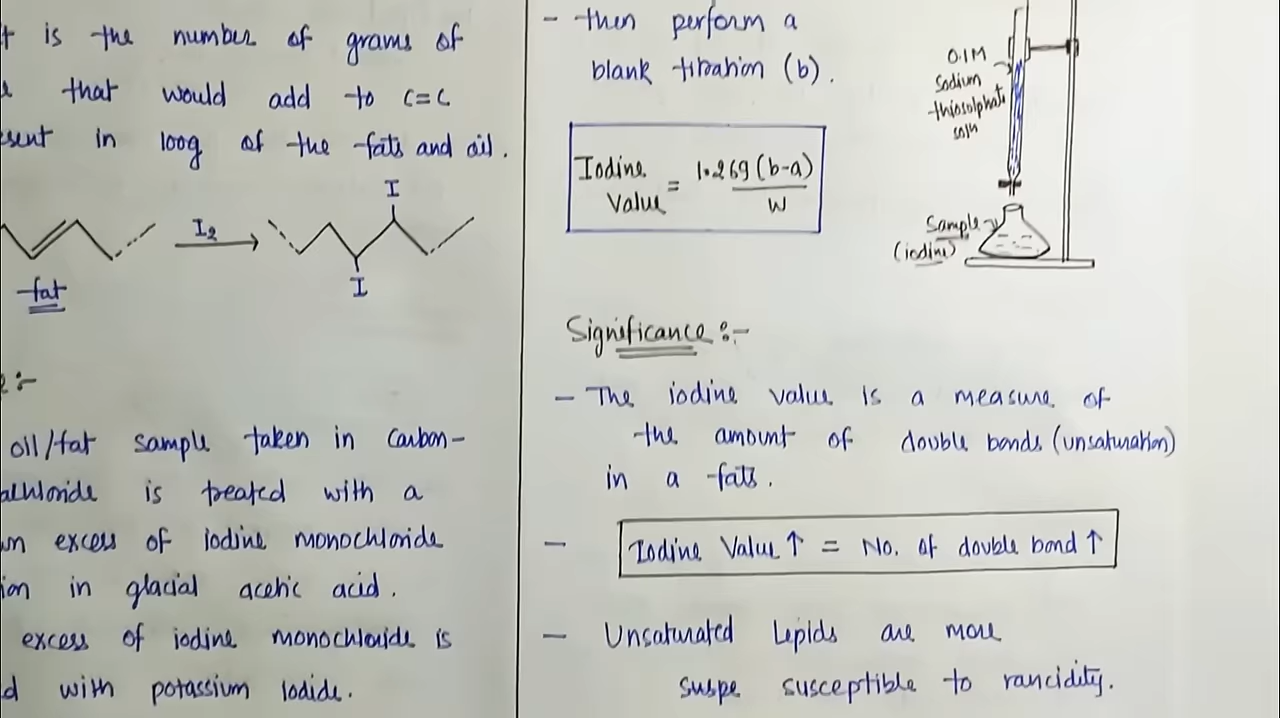 is the number of grams of
that would add to C=C
in 100g of the fats and oil.
I
I2
I
fat
:-
oil/fat sample taken in Carbon-
is treated with a
excess of iodine monochloride
in glacial acetic acid.
excess of iodine monochloride is
with potassium iodide.
- then perform a
blank titration (b).
Iodine Value = 1.269 (b-a) / W
0.1M
Sodium
thiosulphate
soln
Sample
(iodine)
Significance :-
- The iodine value is a measure of
the amount of double bonds (unsaturation)
in a fats.
- Iodine Value ↑ = No. of double bond ↑
- Unsaturated Lepids are more
suspe susceptible to rancidity.